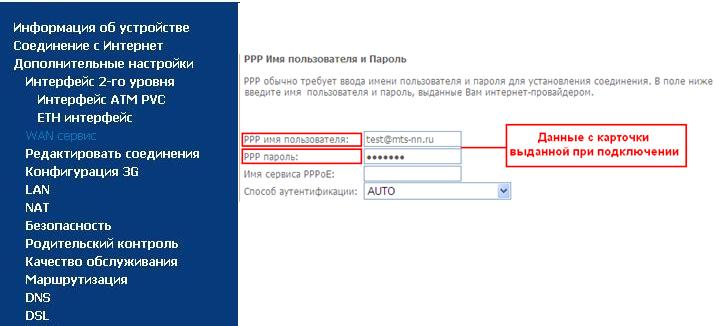 Информация об устройстве
Соединение с Интернет
Дополнительные настройки
Интерфейс 2-го уровня
Интерфейс ATM PVC
ETH интерфейс
WAN сервис
Редактировать соединения
Конфигурация 3G
LAN
NAT
Безопасность
Родительский контроль
Качество обслуживания
Маршрутизация
DNS
DSL
PPP Имя пользователя и Пароль
PPP обычно требует ввода имени пользователя и пароля для установления соединения. В поле ниже
введите имя пользователя и пароль, выданные Вам интернет-провайдером.
PPP имя пользователя: test@mts-nn.ru
PPP пароль: •••••••
Имя сервиса PPPoE:
Способ аутентификации: AUTO
Данные с карточки
выданной при подключении